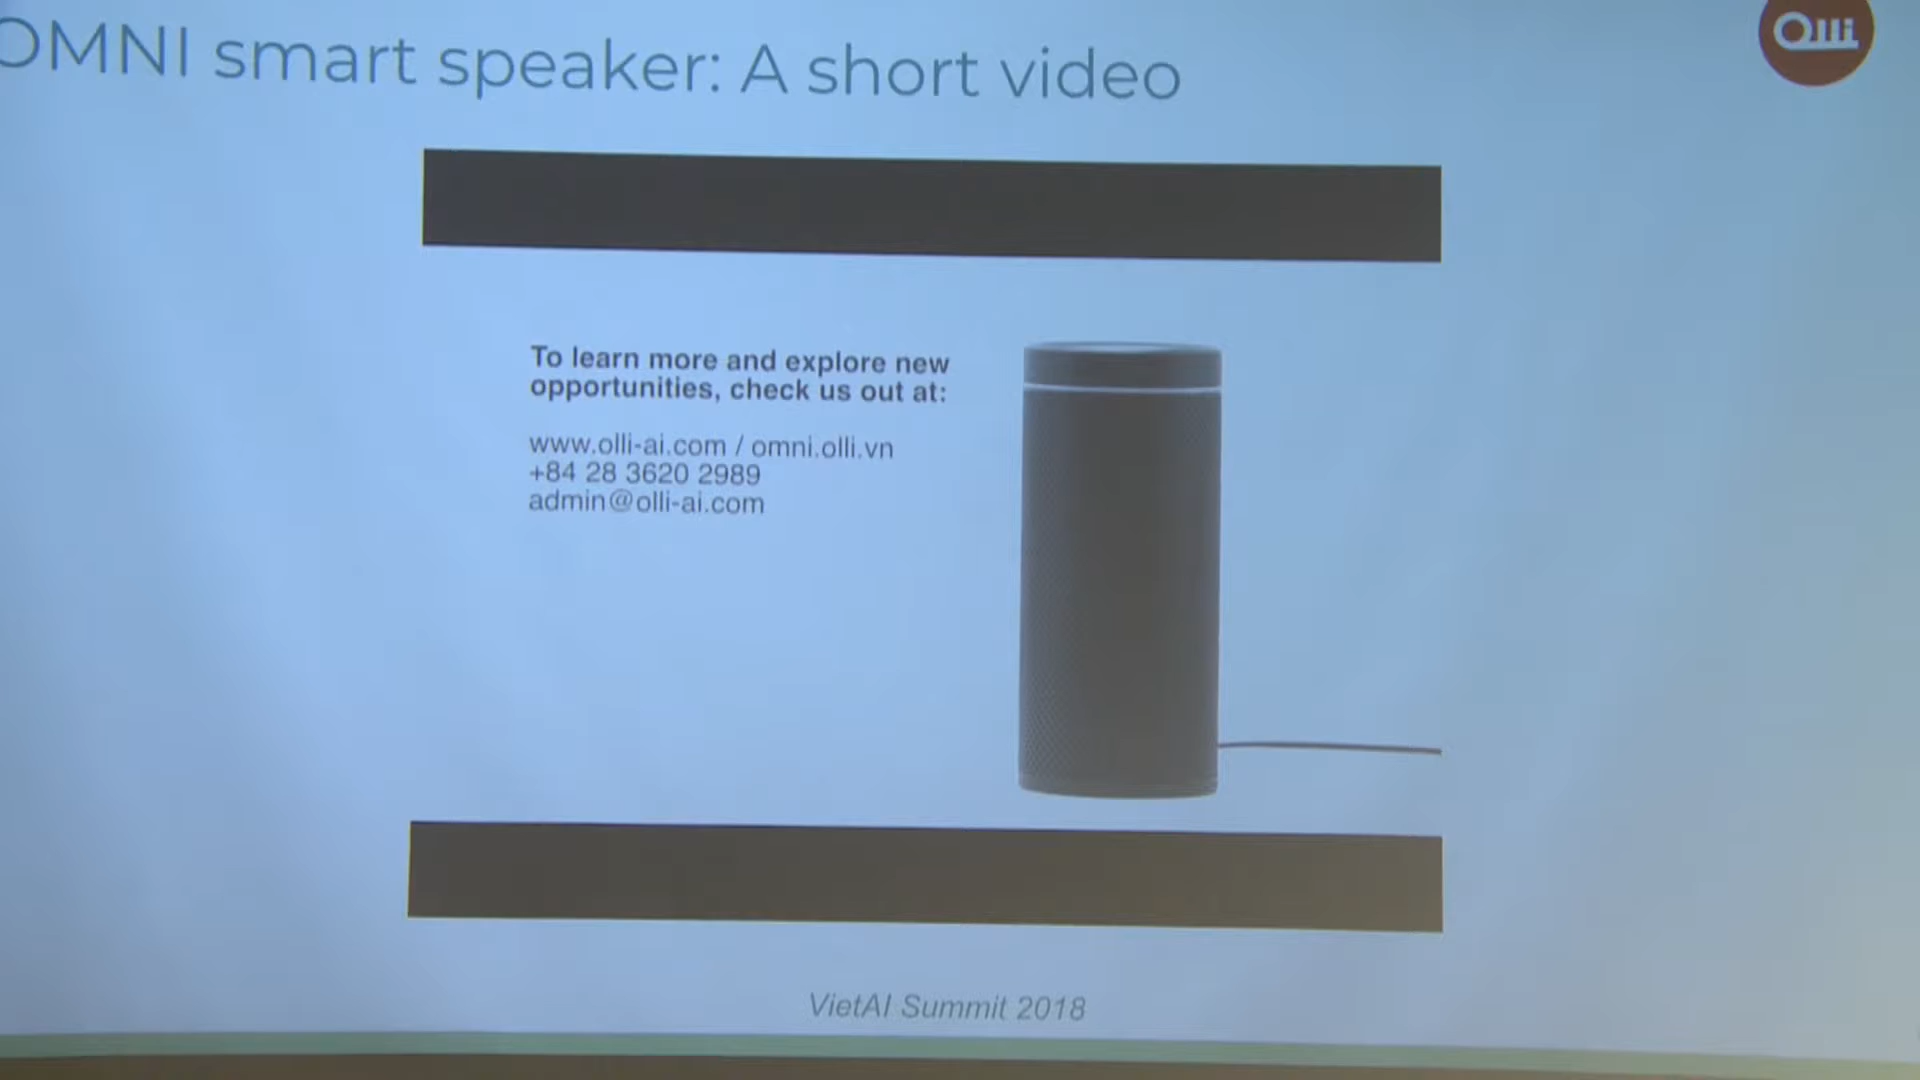 OMNI smart speaker: A short video
Olli
To learn more and explore new
opportunities, check us out at:
www.olli-ai.com / omni.olli.vn
+84 28 3620 2989
admin@olli-ai.com
VietAI Summit 2018